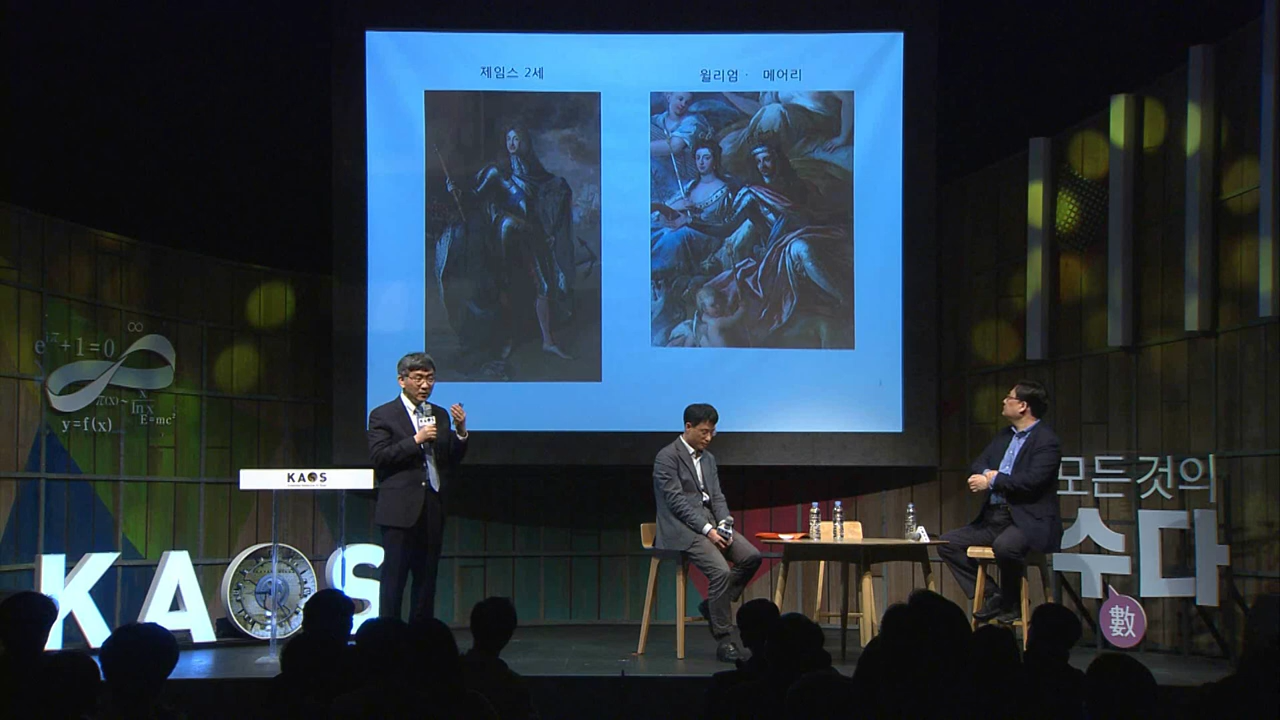 제임스 2세
윌리엄 · 메어리
∞
e^iπ+1=0
π(x)~ x/ln x
E=mc²
y=f(x)
KAOS
KAOS
모든것의
수다
數